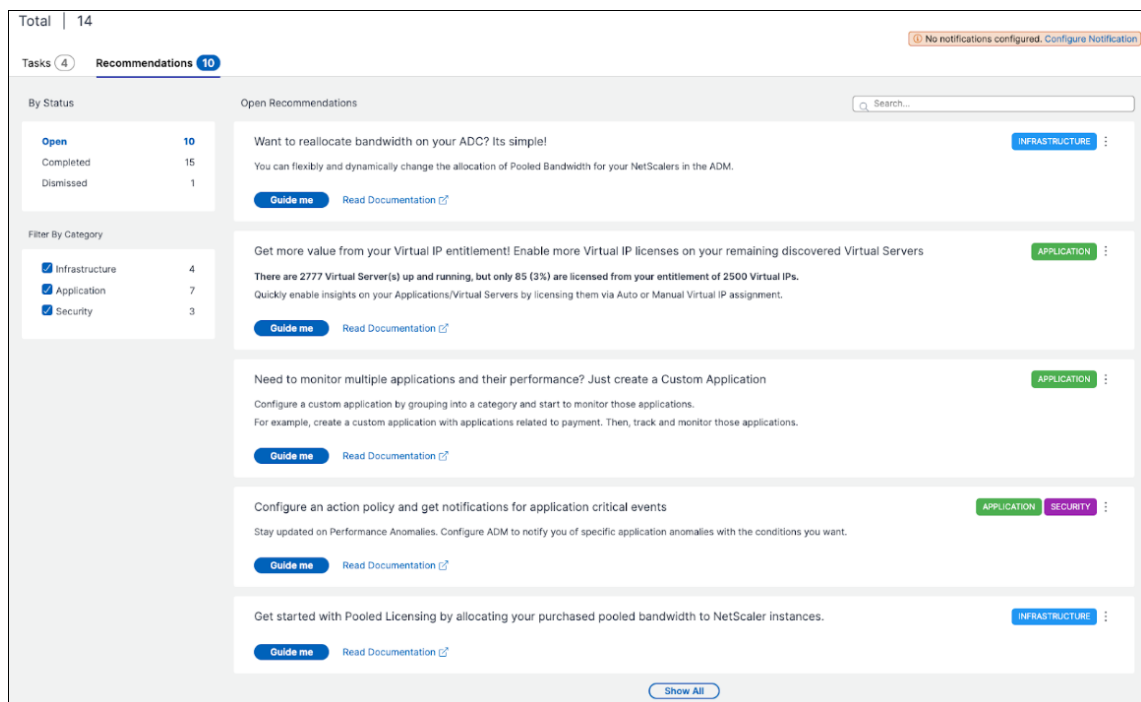 Total | 14
No notifications configured. Configure Notification
Tasks 4 Recommendations 10
By Status
Open 10
Completed 15
Dismissed 1
Filter By Category
Infrastructure 4
Application 7
Security 3
Open Recommendations
Search...
Want to reallocate bandwidth on your ADC? Its simple! INFRASTRUCTURE
You can flexibly and dynamically change the allocation of Pooled Bandwidth for your NetScalers in the ADM.
Guide me Read Documentation
Get more value from your Virtual IP entitlement! Enable more Virtual IP licenses on your remaining discovered Virtual Servers APPLICATION
There are 2777 Virtual Server(s) up and running, but only 85 (3%) are licensed from your entitlement of 2500 Virtual IPs.
Quickly enable insights on your Applications/Virtual Servers by licensing them via Auto or Manual Virtual IP assignment.
Guide me Read Documentation
Need to monitor multiple applications and their performance? Just create a Custom Application APPLICATION
Configure a custom application by grouping into a category and start to monitor those applications.
For example, create a custom application with applications related to payment. Then, track and monitor those applications.
Guide me Read Documentation
Configure an action policy and get notifications for application critical events APPLICATION SECURITY
Stay updated on Performance Anomalies. Configure ADM to notify you of specific application anomalies with the conditions you want.
Guide me Read Documentation
Get started with Pooled Licensing by allocating your purchased pooled bandwidth to NetScaler instances. INFRASTRUCTURE
Guide me Read Documentation
Show All